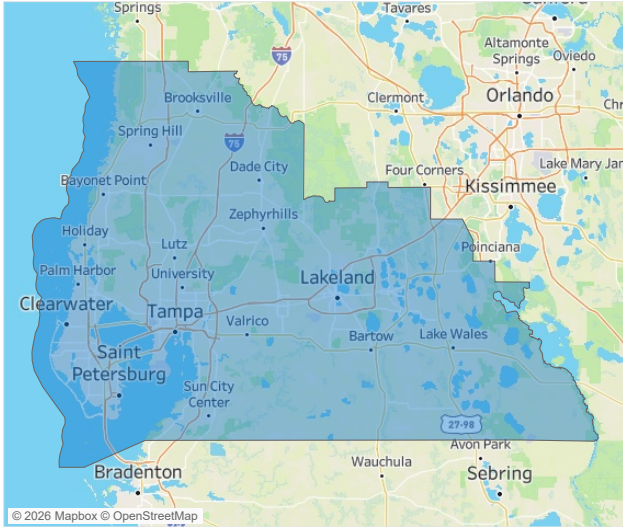 Springs
Tavares
75
Altamonte
Springs
Oviedo
Brooksville
Clermont
Orlando
Spring Hill
75
Dade City
Four Corners
Lake Mary Jan
Bayonet Point
Kissimmee
Zephyrhills
Holiday
Lutz
Poinciana
Palm Harbor
University
Lakeland
Clearwater
Tampa
Valrico
Bartow
Lake Wales
Saint
Petersburg
Sun City
Center
27-98
Avon Park
Bradenton
Wauchula
Sebring
© 2026 Mapbox © OpenStreetMap